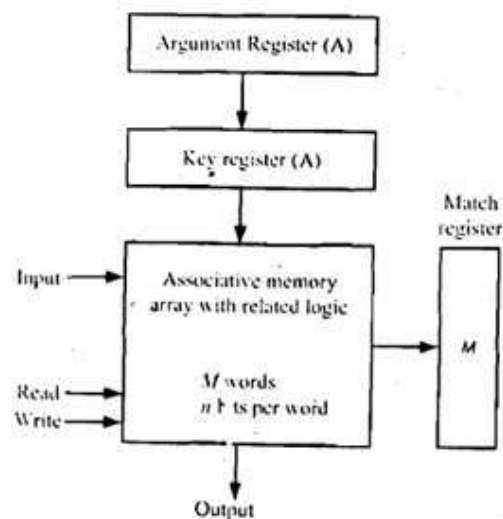 Argument Register (A)
Key register (A)
Match
register
Input
Associative memory
array with related logic
M
M words
Read
n ts per word
Write
Output